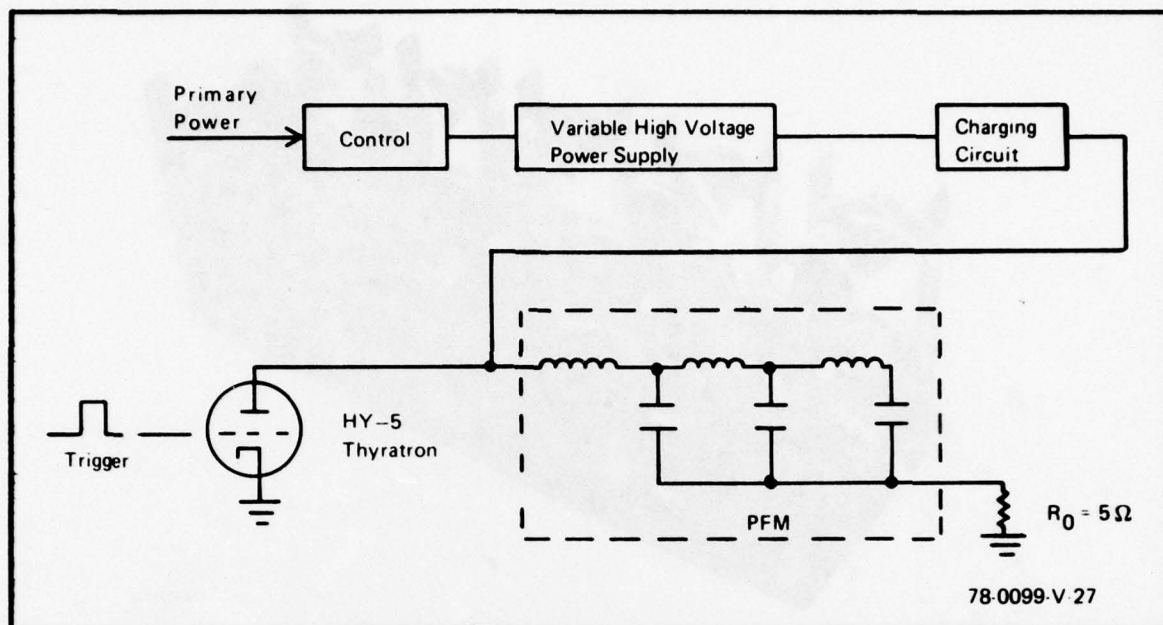 Primary
Power
Control
Variable High Voltage
Power Supply
Charging
Circuit
Trigger
HY-5
Thyratron
PFM
R0 = 5Ω
78-0099-V-27